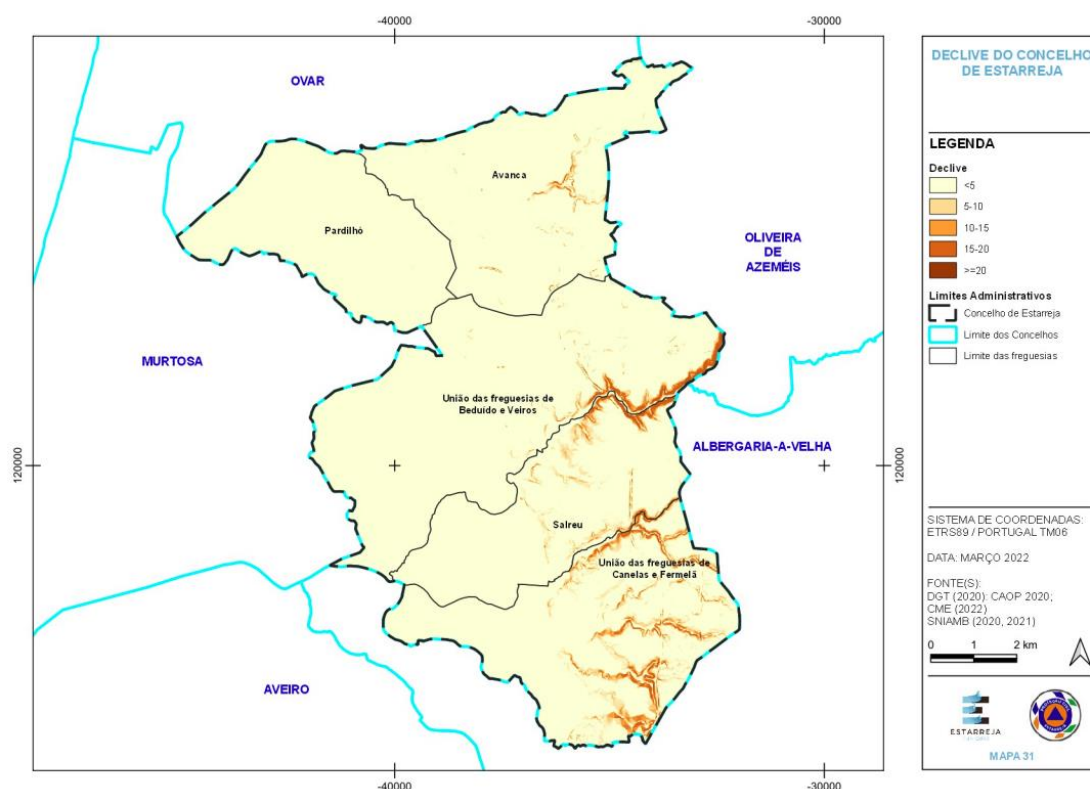 -40000
-30000
OVAR
Avanca
Pardilhó
OLIVEIRA
DE
AZEMÉIS
MURTOSA
União das freguesias de
Beduído e Veiros
ALBERGARIA-A-VELHA
120000
120000
Salreu
União das freguesias de
Canelas e Fermelã
AVEIRO
-40000
-30000
DECLIVE DO CONCELHO
DE ESTARREJA
LEGENDA
Declive
<5
5-10
10-15
15-20
>=20
Limites Administrativos
Concelho de Estarreja
Limite dos Concelhos
Limite das freguesias
SISTEMA DE COORDENADAS:
ETRS89 / PORTUGAL TM06
DATA: MARÇO 2022
FONTE(S):
DGT (2020): CAOP 2020;
CME (2022)
SNIAMB (2020, 2021)
0 1 2 km
ESTARREJA
MAPA 31